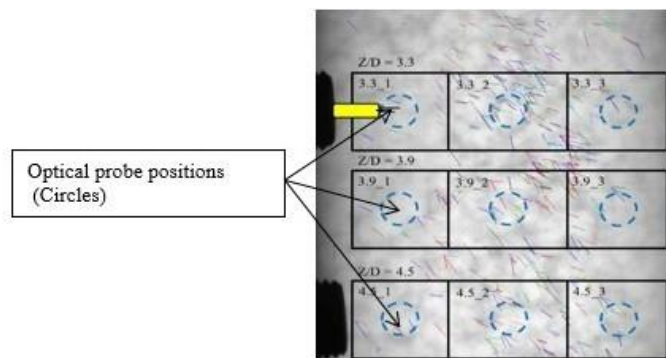 Z/D = 3.3
3.3_1
3.3_2
3.3_3
Optical probe positions
(Circles)
Z/D = 3.9
3.9_1
3.9_2
3.9_3
Z/D = 4.5
4.5_1
4.5_2
4.5_3